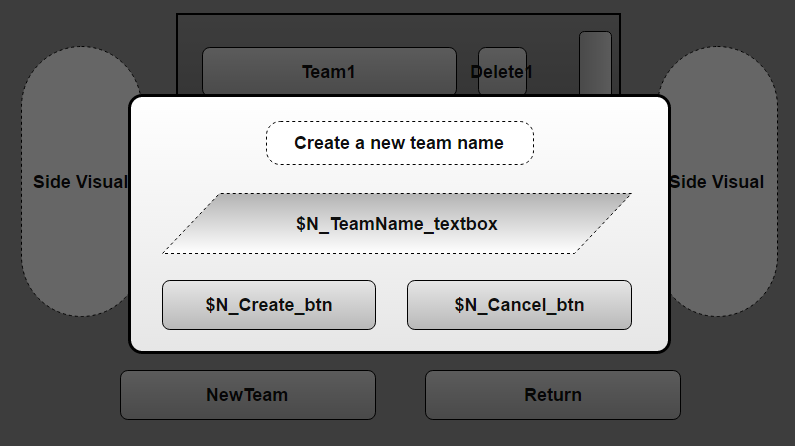 Team1
Delete1
Side Visual
Side Visual
Create a new team name
$N_TeamName_textbox
$N_Create_btn
$N_Cancel_btn
NewTeam
Return